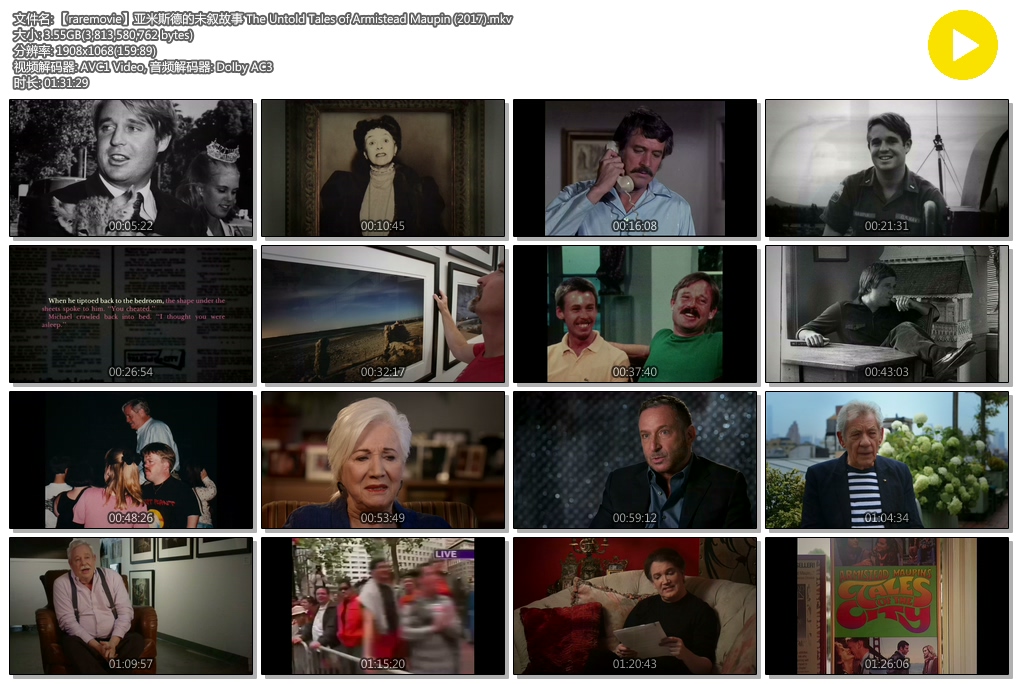 文件名: 【raremovie】亚米斯德的未叙故事 The Untold Tales of Armistead Maupin (2017).mkv
大小: 3.55GB(3,813,580,762 bytes)
分辨率: 1908x1068(159:89)
视频解码器: AVC1 Video, 音频解码器: Dolby AC3
时长: 01:31:29
00:05:22
00:10:45
00:16:08
00:21:31
When he tiptoed back to the bedroom, the shape under the
sheets spoke to him. "You cheated."
Michael crawled back into bed. "I thought you were
asleep."
00:26:54
00:32:17
00:37:40
00:43:03
00:48:26
00:53:49
00:59:12
01:04:34
01:09:57
LIVE
01:15:20
01:20:43
ARMISTEAD MAUPIN'S
TALES
OF THE
CITY
01:26:06